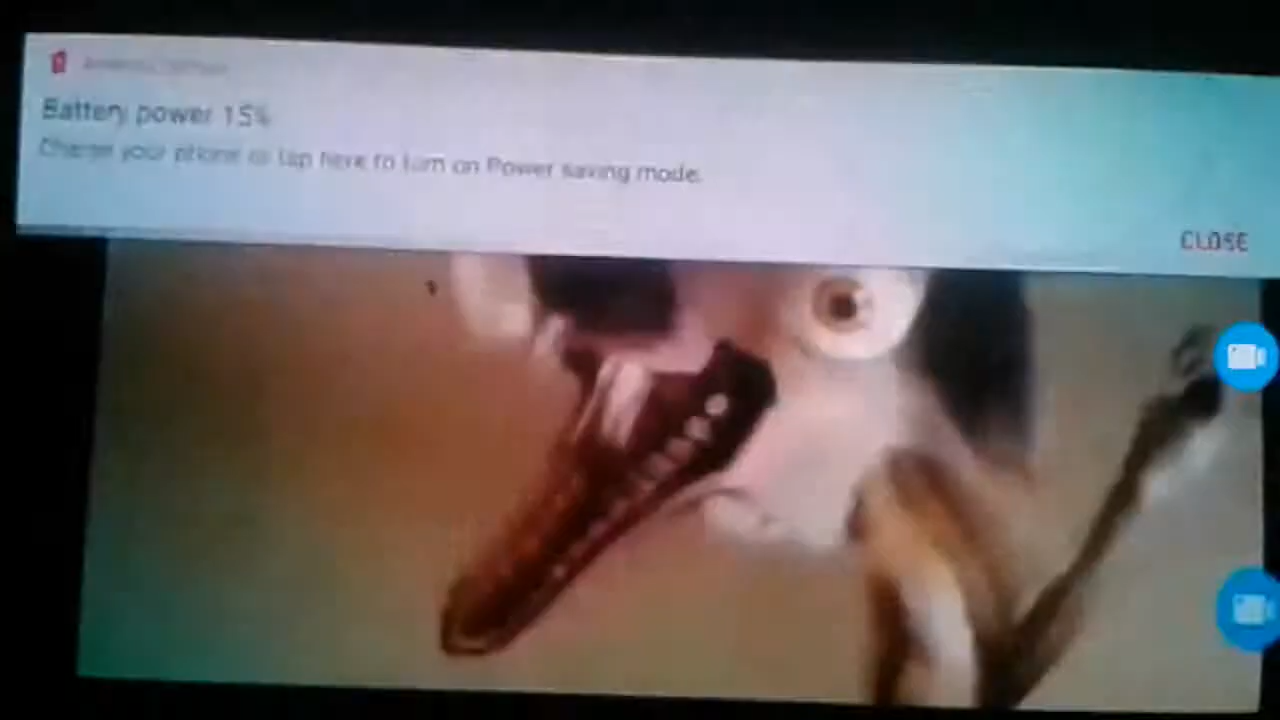 Battery power 15%
Charge your phone or tap here to turn on Power saving mode.
CLOSE